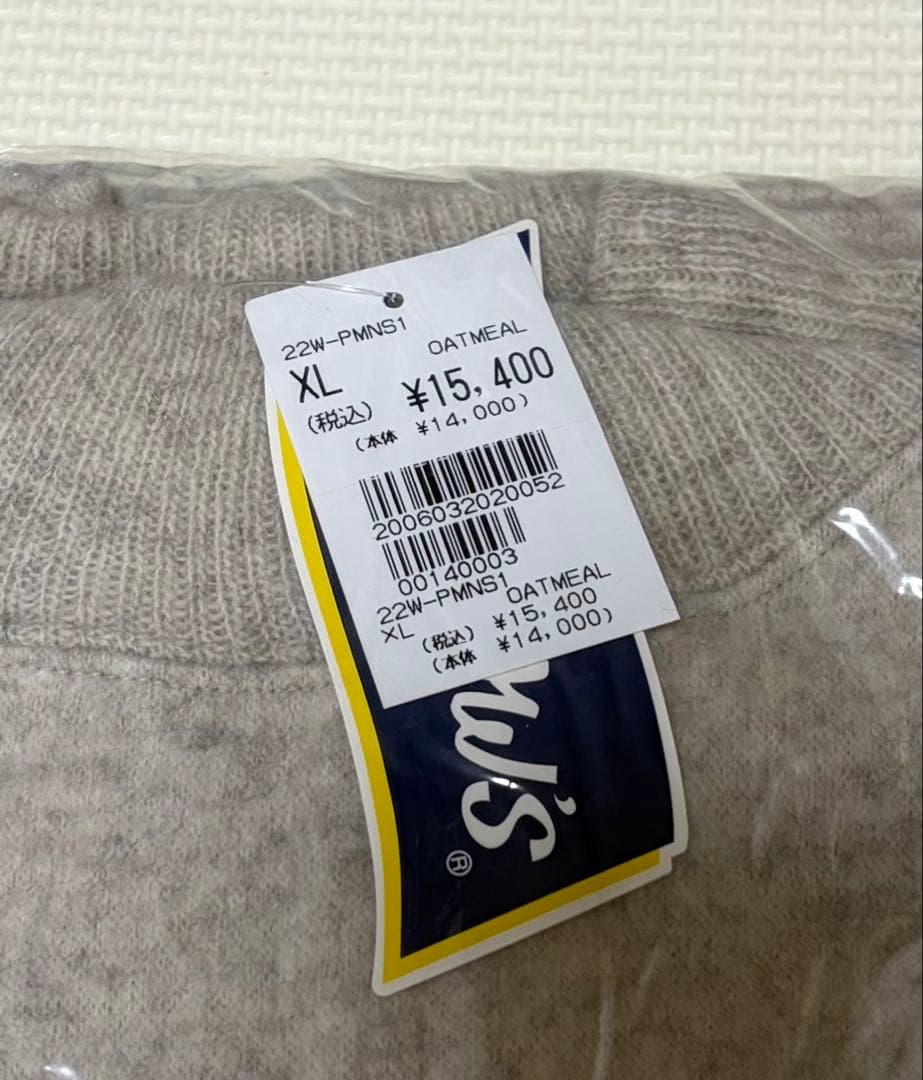 22W-PMNS1
OATMEAL
XL ¥15,400
(税込)
(本体 ¥14,000)
2006032020052
00140003
22W-PMNS1
OATMEAL
XL ¥15,400
(税込)
(本体 ¥14,000)
®